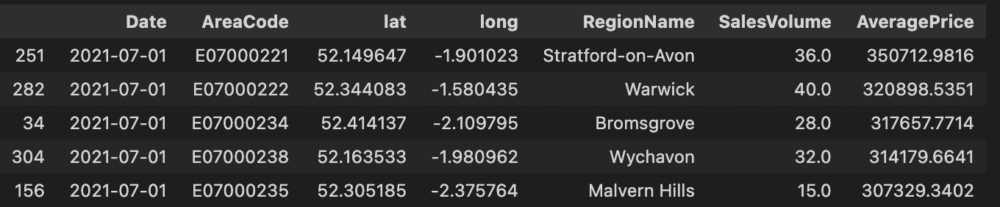 Date AreaCode lat long RegionName SalesVolume AveragePrice
251 2021-07-01 E07000221 52.149647 -1.901023 Stratford-on-Avon 36.0 350712.9816
282 2021-07-01 E07000222 52.344083 -1.580435 Warwick 40.0 320898.5351
34 2021-07-01 E07000234 52.414137 -2.109795 Bromsgrove 28.0 317657.7714
304 2021-07-01 E07000238 52.163533 -1.980962 Wychavon 32.0 314179.6641
156 2021-07-01 E07000235 52.305185 -2.375764 Malvern Hills 15.0 307329.3402